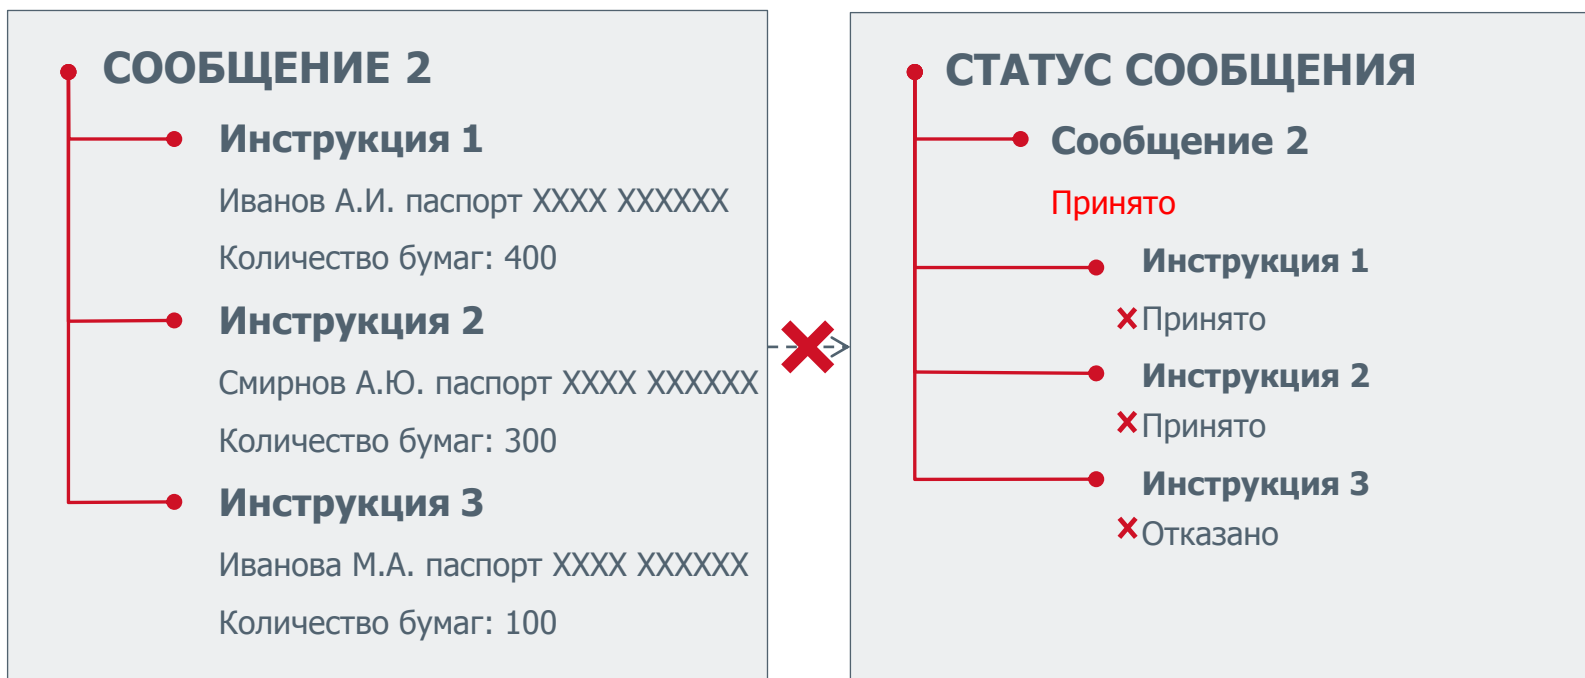 СООБЩЕНИЕ 2
Инструкция 1
Иванов А.И. паспорт XXXX XXXXXX
Количество бумаг: 400
Инструкция 2
Смирнов А.Ю. паспорт XXXX XXXXXX
Количество бумаг: 300
Инструкция 3
Иванова М.А. паспорт XXXX XXXXXX
Количество бумаг: 100
СТАТУС СООБЩЕНИЯ
Сообщение 2
Принято
Инструкция 1
Принято
Инструкция 2
Принято
Инструкция 3
Отказано